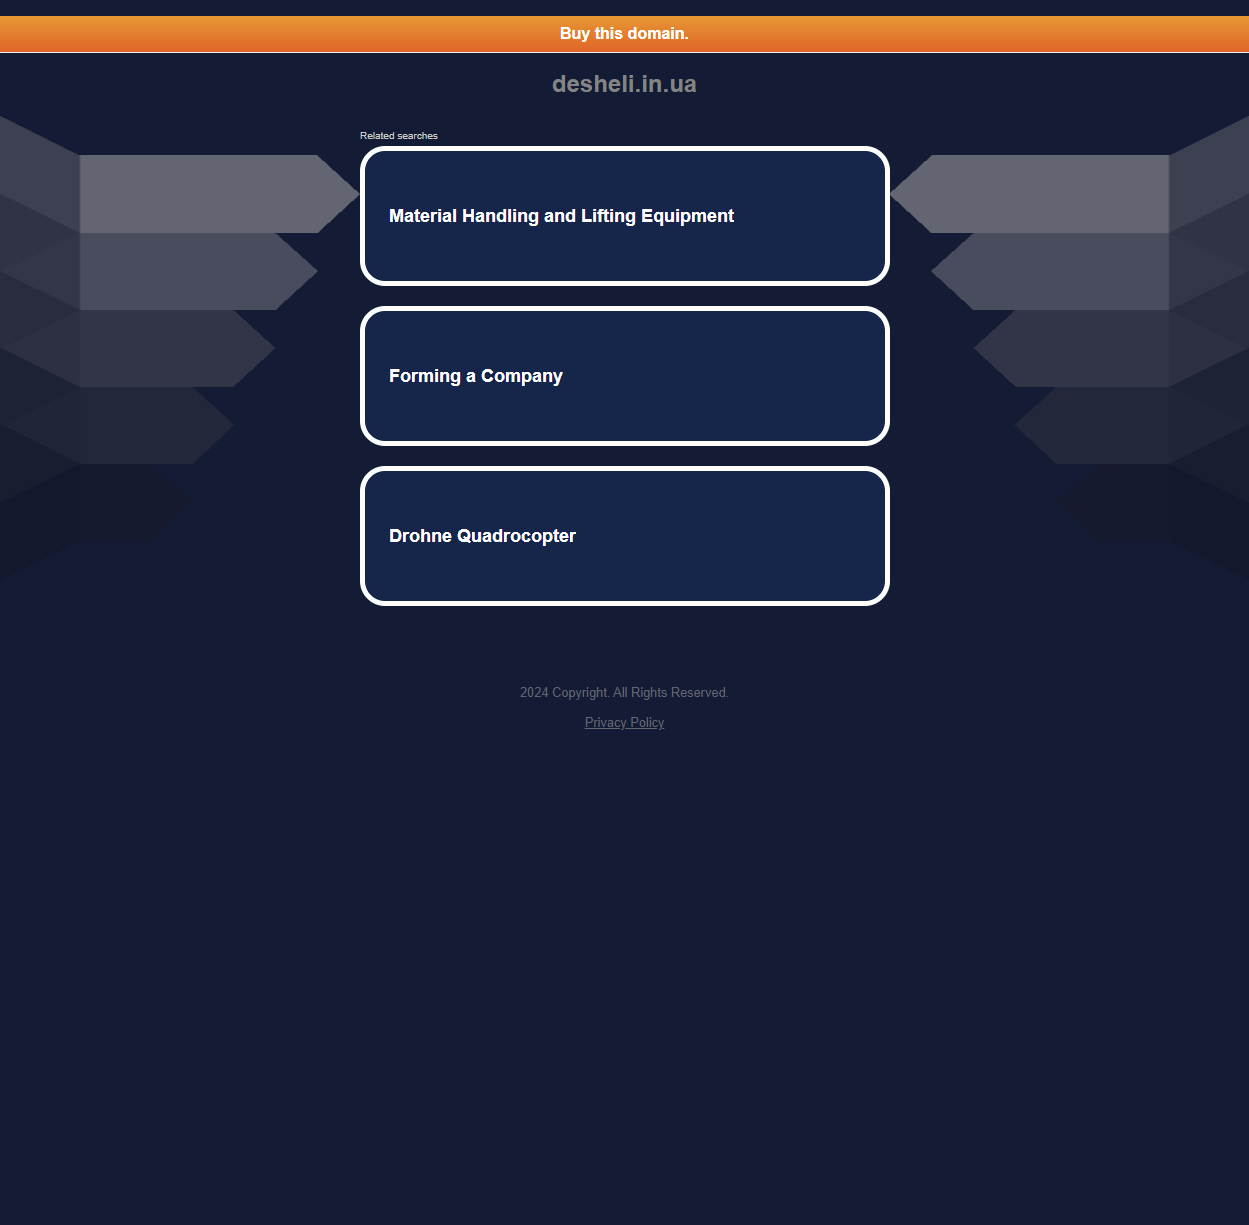 Buy this domain.
desheli.in.ua
Related searches
Material Handling and Lifting Equipment
Forming a Company
Drohne Quadrocopter
2024 Copyright. All Rights Reserved.
Privacy Policy